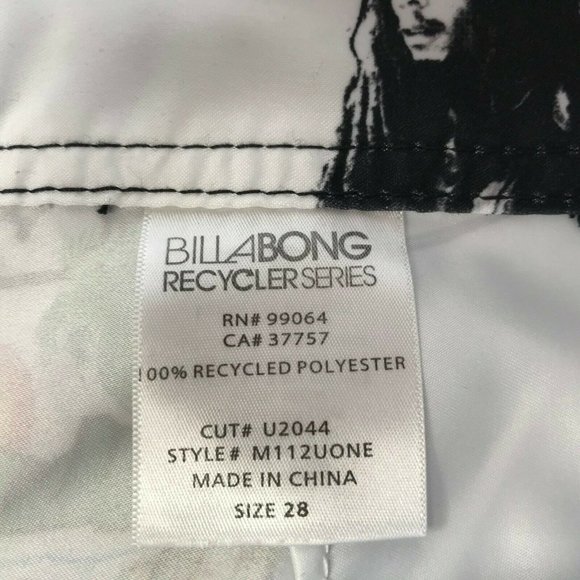 BILLABONG
RECYCLER SERIES
RN# 99064
CA# 37757
100% RECYCLED POLYESTER
CUT# U2044
STYLE# M112UONE
MADE IN CHINA
SIZE 28